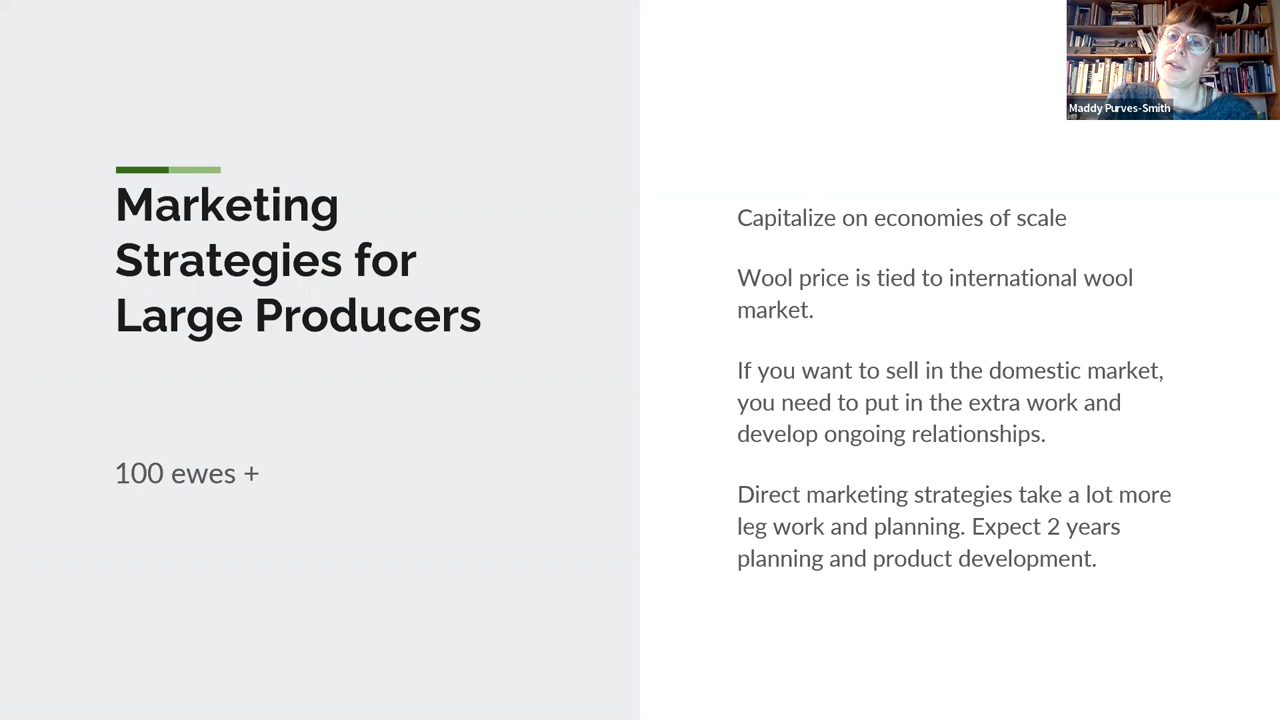 Maddy Purves-Smith
Marketing
Strategies for
Large Producers
100 ewes +
Capitalize on economies of scale
Wool price is tied to international wool
market.
If you want to sell in the domestic market,
you need to put in the extra work and
develop ongoing relationships.
Direct marketing strategies take a lot more
leg work and planning. Expect 2 years
planning and product development.